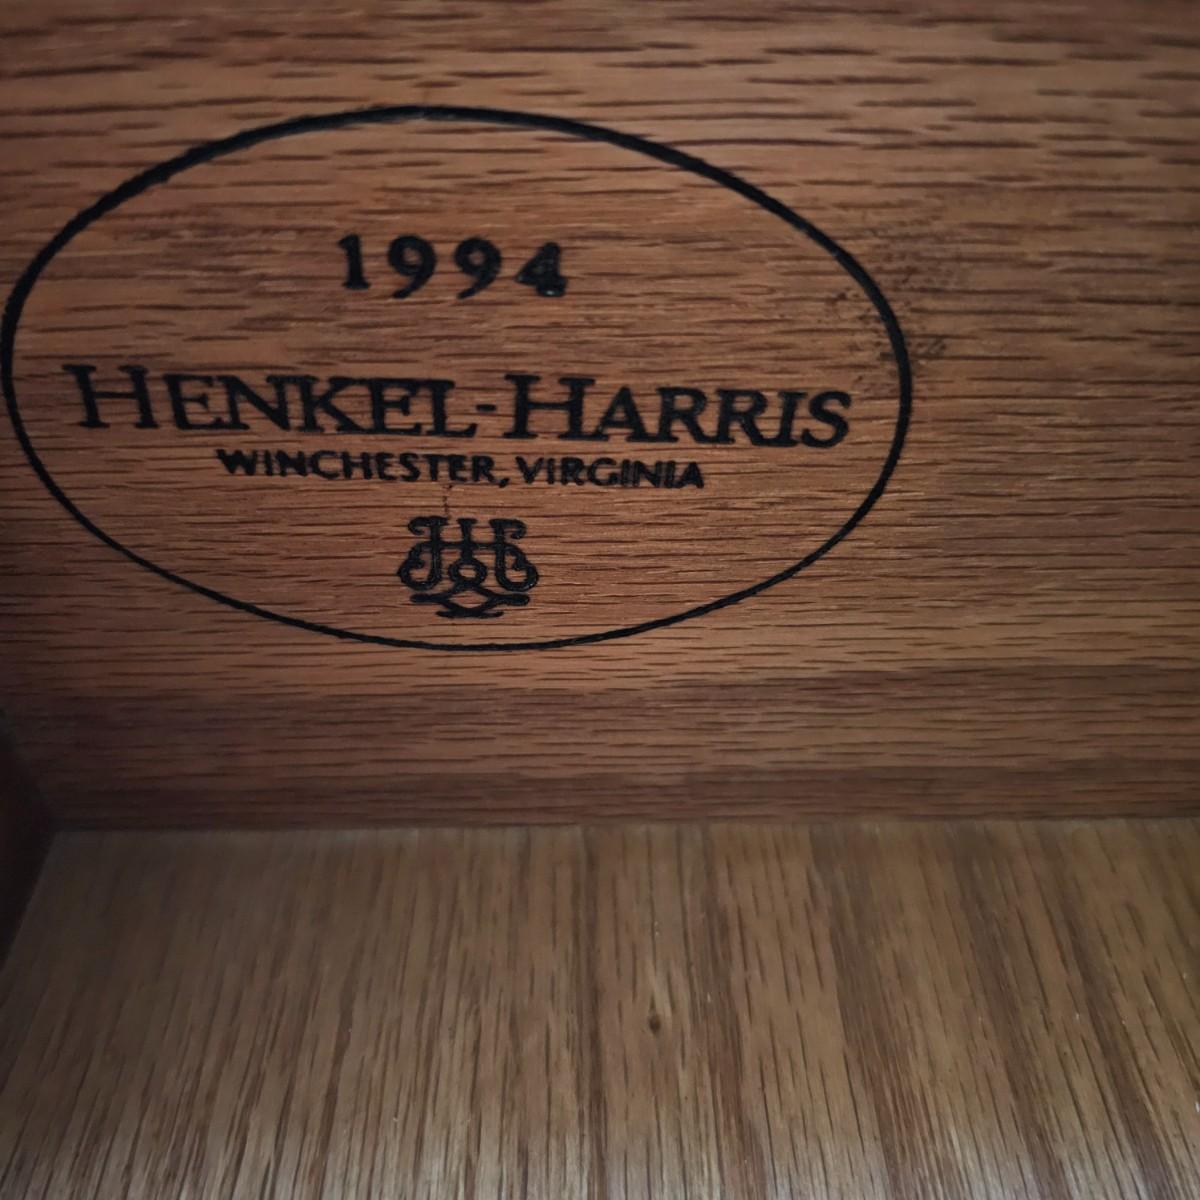 1994
HENKEL-HARRIS
WINCHESTER, VIRGINIA